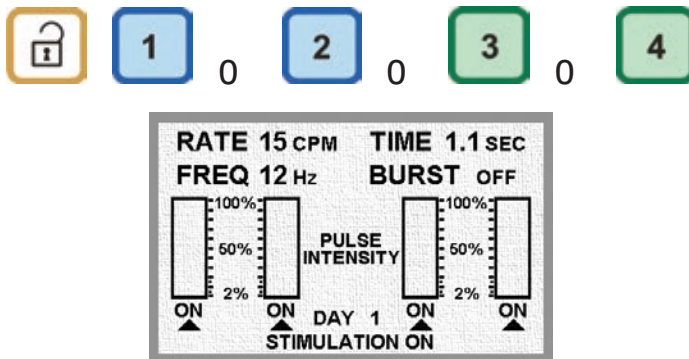 1 0 2 0 3 0 4
RATE 15 CPM TIME 1.1 SEC
FREQ 12 Hz BURST OFF
100% 100%
50% PULSE INTENSITY 50%
2% 2%
ON ON DAY 1 ON ON
STIMULATION ON